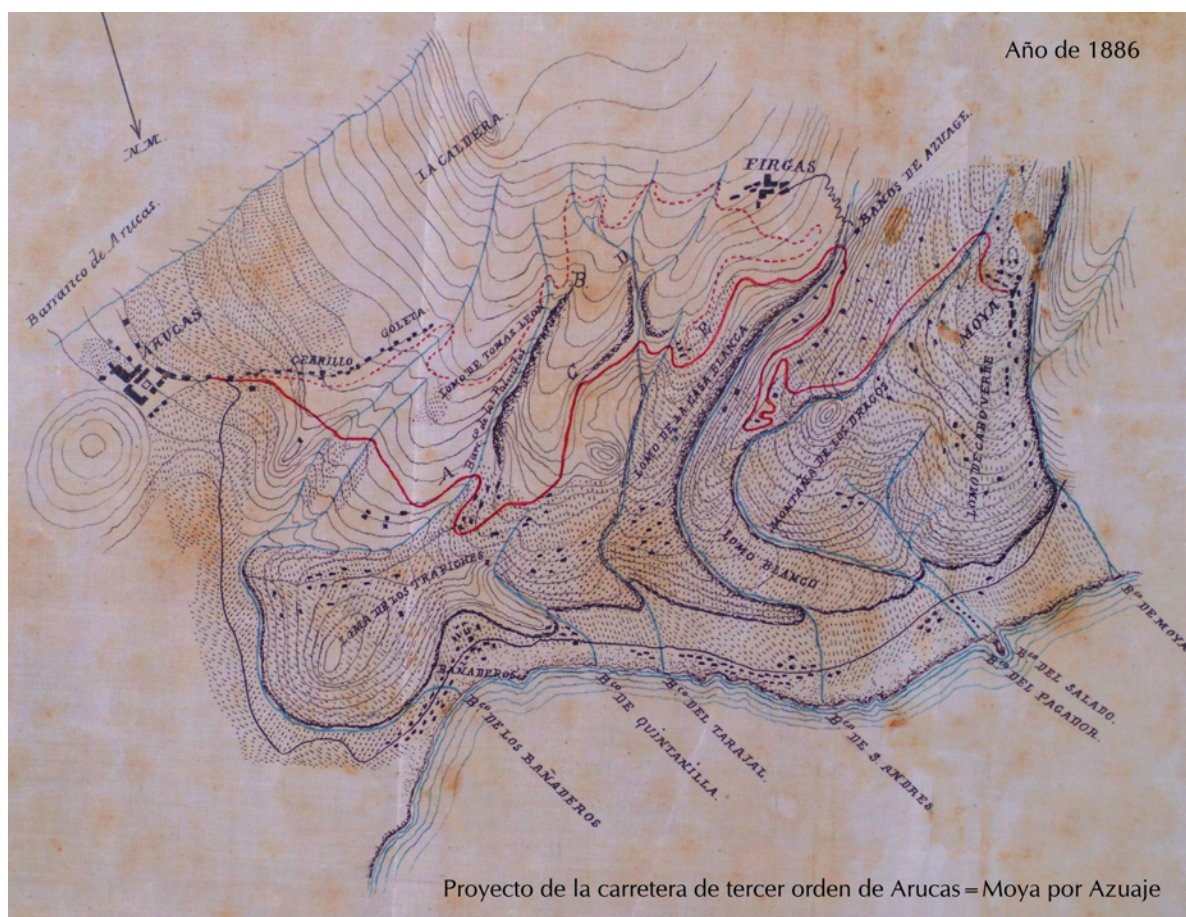 Año de 1886
N. M.
LA CALDERA
Barranco de Arucas.
FIRGAS
BAÑOS DE AZUAGE.
ARUCAS
CEBRILLO
GOLETA
LOMO DE TOMAS LEON
B
D
C
A
E
MOYA
LOMO DE LA CASA BLANCA
MONTAÑA DE LOS DRAGOS
LOMO DE CABO VERDE
LOMO BLANCO
LOMA DE LOS TRAPICHES
BAÑADEROS
Bco DE LOS BAÑADEROS
Bco DE QUINTANILLA.
Bco DEL TARAJAL.
Bco DE S. ANDRES.
Bco DEL PAGADOR.
Bco DEL SALADO.
Bco DE MOYA
Proyecto de la carretera de tercer orden de Arucas=Moya por Azuaje